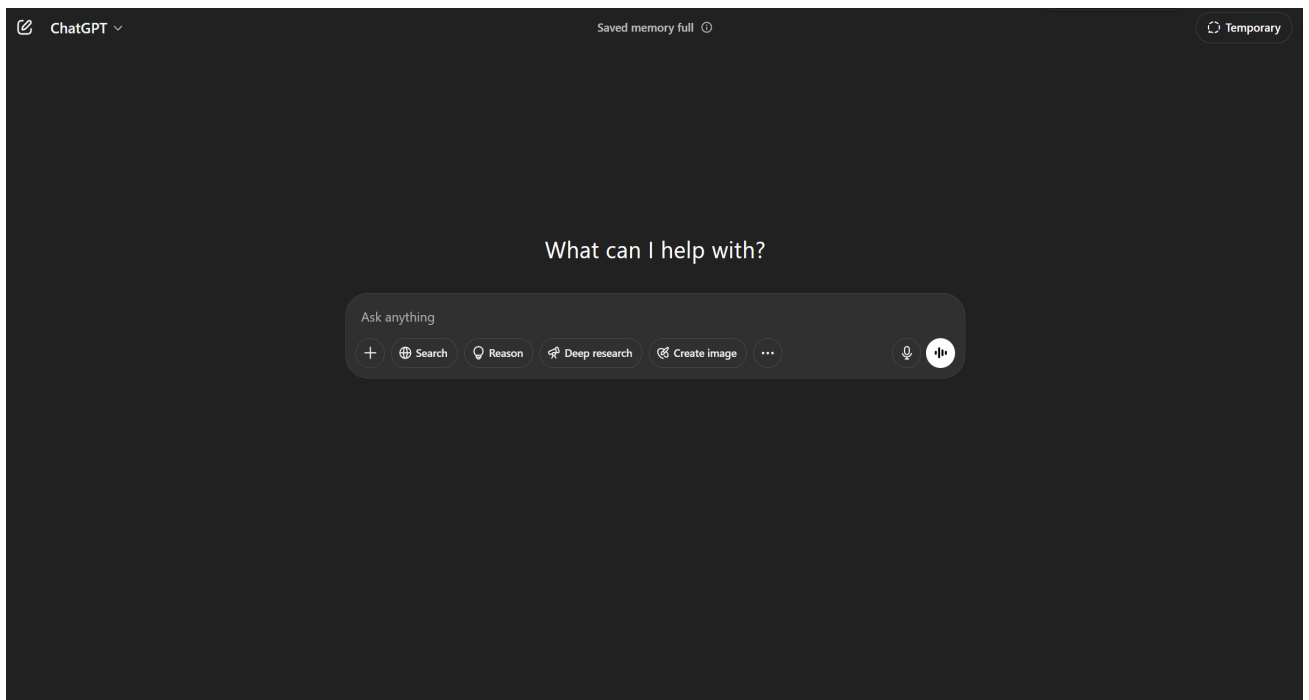 ChatGPT
Saved memory full
Temporary
What can I help with?
Ask anything
Search
Reason
Deep research
Create image